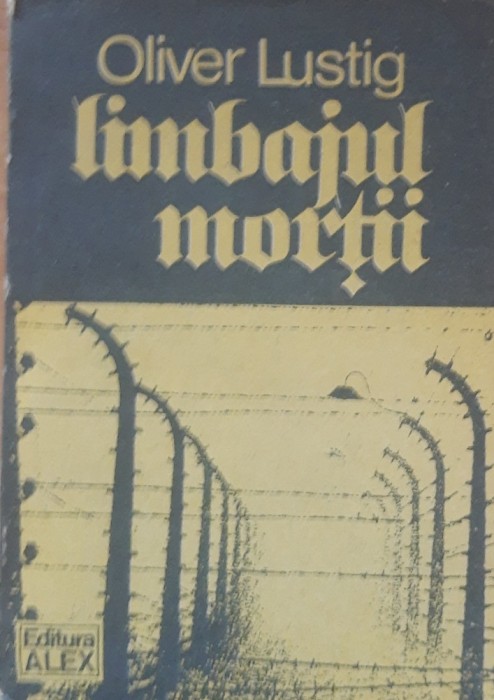 Oliver Lustig
limbajul
morții
Editura
ALEX